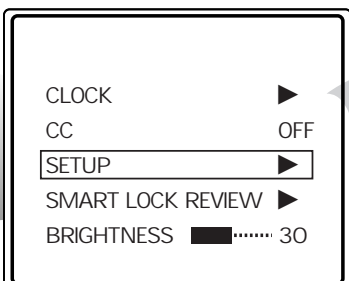 CLOCK ▶
CC OFF
SETUP ▶
SMART LOCK REVIEW ▶
BRIGHTNESS 30